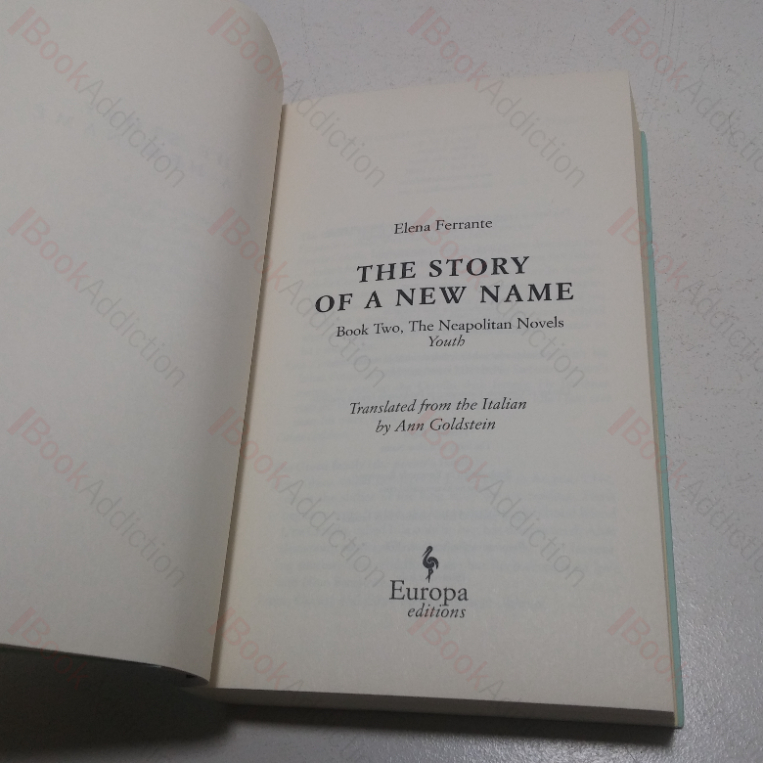 Elena Ferrante
THE STORY
OF A NEW NAME
Book Two, The Neapolitan Novels
Youth
Translated from the Italian
by Ann Goldstein
Europa
editions
BookAddiction